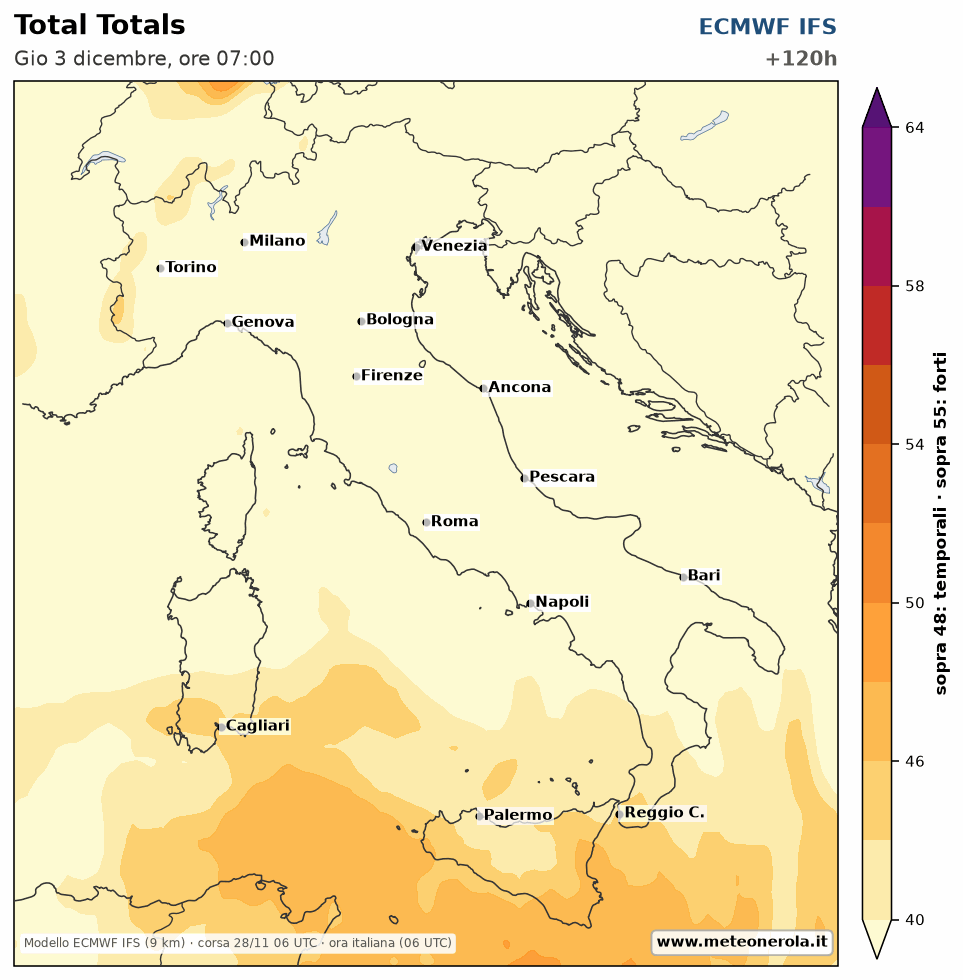 Total Totals
ECMWF IFS
Gio 3 dicembre, ore 07:00
+120h
64
58
54
50
46
40
sopra 48: temporali · sopra 55: forti
Milano
Venezia
Torino
Genova
Bologna
Firenze
Ancona
Pescara
Roma
Bari
Napoli
Cagliari
Palermo
Reggio C.
Modello ECMWF IFS (9 km) · corsa 28/11 06 UTC · ora italiana (06 UTC)
www.meteonerola.it